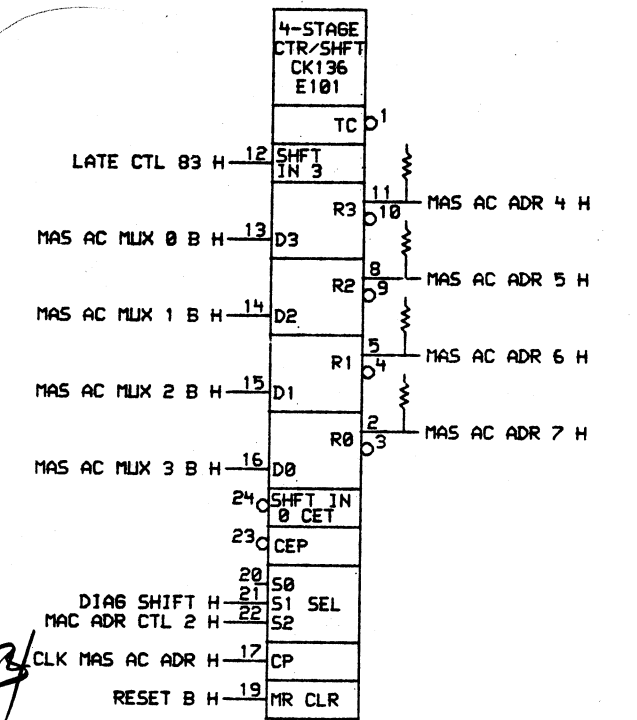 4-STAGE
CTR/SHFT
CK136
E101
TC 1
LATE CTL 83 H 12 SHFT IN 3
R3 11 MAS AC ADR 4 H
10
MAS AC MUX 0 B H 13 D3
R2 8 MAS AC ADR 5 H
9
MAS AC MUX 1 B H 14 D2
R1 5 MAS AC ADR 6 H
4
MAS AC MUX 2 B H 15 D1
R0 2 MAS AC ADR 7 H
3
MAS AC MUX 3 B H 16 D0
24 SHFT IN
0 CET
23 CEP
20 S0
DIAG SHIFT H 21 S1 SEL
MAC ADR CTL 2 H 22 S2
CLK MAS AC ADR H 17 CP
RESET B H 19 MR CLR